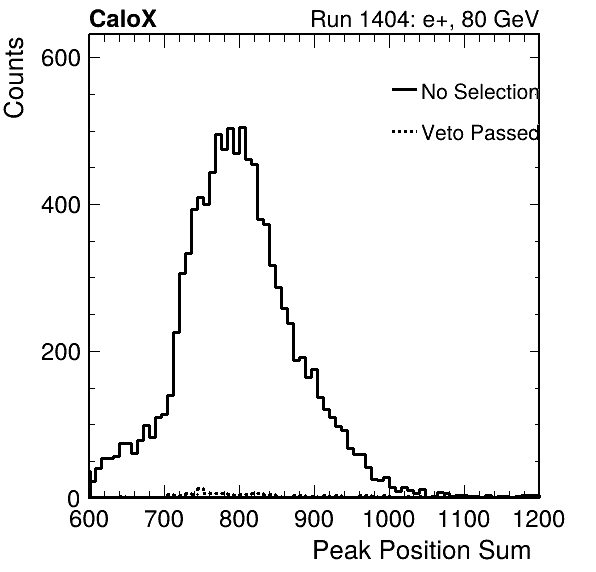 CaloX Run 1404: e+, 80 GeV
Counts
600
No Selection
Veto Passed
400
200
0
600 700 800 900 1000 1100 1200
Peak Position Sum